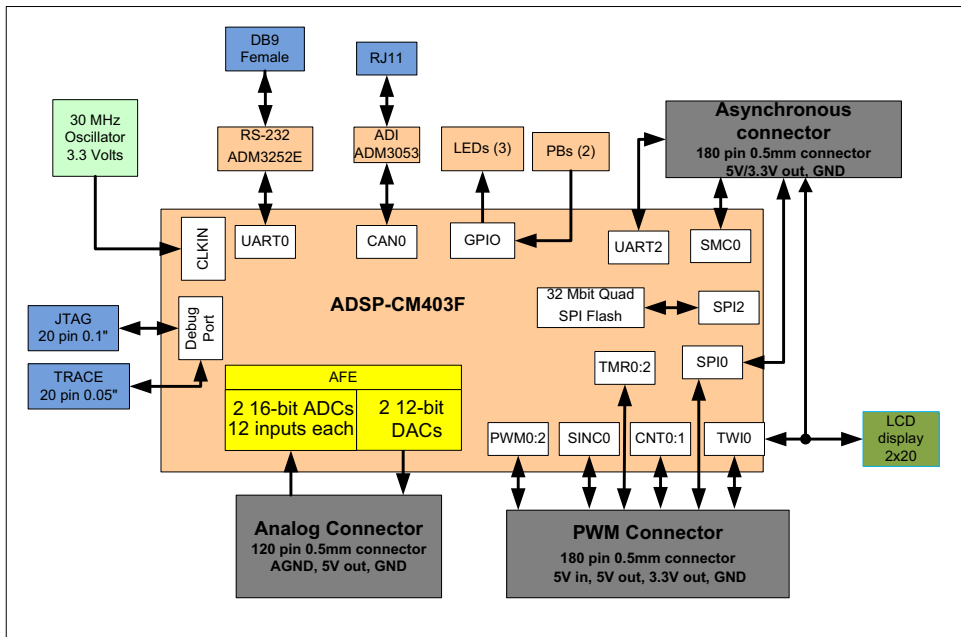 DB9
Female
RJ11
30 MHz
Oscillator
3.3 Volts
RS-232
ADM3252E
ADI
ADM3053
LEDs (3)
PBs (2)
Asynchronous
connector
180 pin 0.5mm connector
5V/3.3V out, GND
CLKIN
UART0
CAN0
GPIO
UART2
SMC0
ADSP-CM403F
32 Mbit Quad
SPI Flash
SPI2
JTAG
20 pin 0.1"
Debug
Port
TRACE
20 pin 0.05"
TMR0:2
SPI0
AFE
2 16-bit ADCs
12 inputs each
2 12-bit
DACs
PWM0:2
SINC0
CNT0:1
TWI0
LCD
display
2x20
Analog Connector
120 pin 0.5mm connector
AGND, 5V out, GND
PWM Connector
180 pin 0.5mm connector
5V in, 5V out, 3.3V out, GND